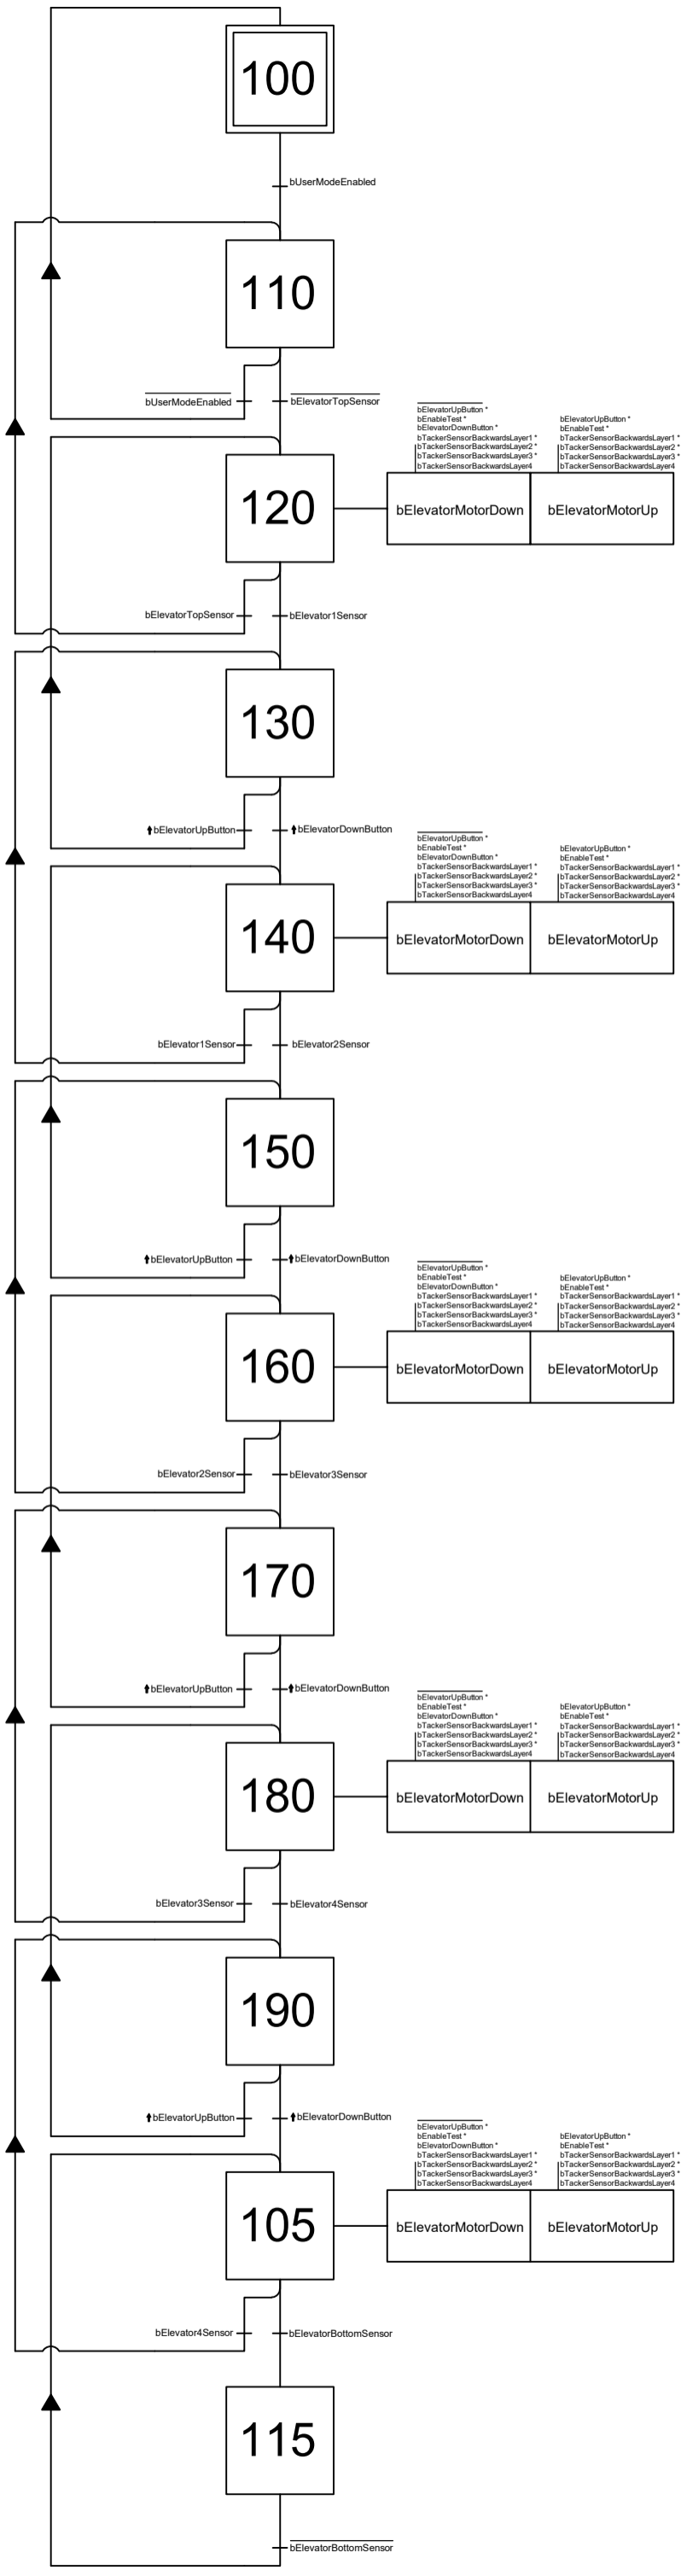 100
bUserModeEnabled
110
bUserModeEnabled
bElevatorTopSensor
bElevatorUpButton *
bEnableTest *
bElevatorDownButton *
bTackerSensorBackwardsLayer1 *
bTackerSensorBackwardsLayer2 *
bTackerSensorBackwardsLayer3 *
bTackerSensorBackwardsLayer4
bElevatorUpButton *
bTackerSensorBackwardsLayer1 *
bTackerSensorBackwardsLayer2 *
bTackerSensorBackwardsLayer3 *
bTackerSensorBackwardsLayer4
120
bElevatorMotorDown
bElevatorMotorUp
bElevatorTopSensor
bElevator1Sensor
130
⬆bElevatorUpButton
⬆bElevatorDownButton
bElevatorUpButton *
bEnableTest *
bElevatorDownButton *
bTackerSensorBackwardsLayer1 *
bTackerSensorBackwardsLayer2 *
bTackerSensorBackwardsLayer3 *
bTackerSensorBackwardsLayer4
bElevatorUpButton *
bEnableTest *
bTackerSensorBackwardsLayer1 *
bTackerSensorBackwardsLayer2 *
bTackerSensorBackwardsLayer3 *
bTackerSensorBackwardsLayer4
140
bElevatorMotorDown
bElevatorMotorUp
bElevator1Sensor
bElevator2Sensor
150
⬆bElevatorUpButton
⬆bElevatorDownButton
bElevatorUpButton *
bEnableTest *
bElevatorDownButton *
bTackerSensorBackwardsLayer1 *
bTackerSensorBackwardsLayer2 *
bTackerSensorBackwardsLayer3 *
bTackerSensorBackwardsLayer4
bElevatorUpButton *
bEnableTest *
bTackerSensorBackwardsLayer1 *
bTackerSensorBackwardsLayer2 *
bTackerSensorBackwardsLayer3 *
bTackerSensorBackwardsLayer4
160
bElevatorMotorDown
bElevatorMotorUp
bElevator2Sensor
bElevator3Sensor
170
⬆bElevatorUpButton
⬆bElevatorDownButton
bElevatorUpButton *
bEnableTest *
bElevatorDownButton *
bTackerSensorBackwardsLayer1 *
bTackerSensorBackwardsLayer2 *
bTackerSensorBackwardsLayer3 *
bTackerSensorBackwardsLayer4
bElevatorUpButton *
bEnableTest *
bTackerSensorBackwardsLayer1 *
bTackerSensorBackwardsLayer2 *
bTackerSensorBackwardsLayer3 *
bTackerSensorBackwardsLayer4
180
bElevatorMotorDown
bElevatorMotorUp
bElevator3Sensor
bElevator4Sensor
190
⬆bElevatorUpButton
⬆bElevatorDownButton
bElevatorUpButton *
bEnableTest *
bElevatorDownButton *
bTackerSensorBackwardsLayer1 *
bTackerSensorBackwardsLayer2 *
bTackerSensorBackwardsLayer3 *
bTackerSensorBackwardsLayer4
bElevatorUpButton *
bEnableTest *
bTackerSensorBackwardsLayer1 *
bTackerSensorBackwardsLayer2 *
bTackerSensorBackwardsLayer3 *
bTackerSensorBackwardsLayer4
105
bElevatorMotorDown
bElevatorMotorUp
bElevator4Sensor
bElevatorBottomSensor
115
bElevatorBottomSensor